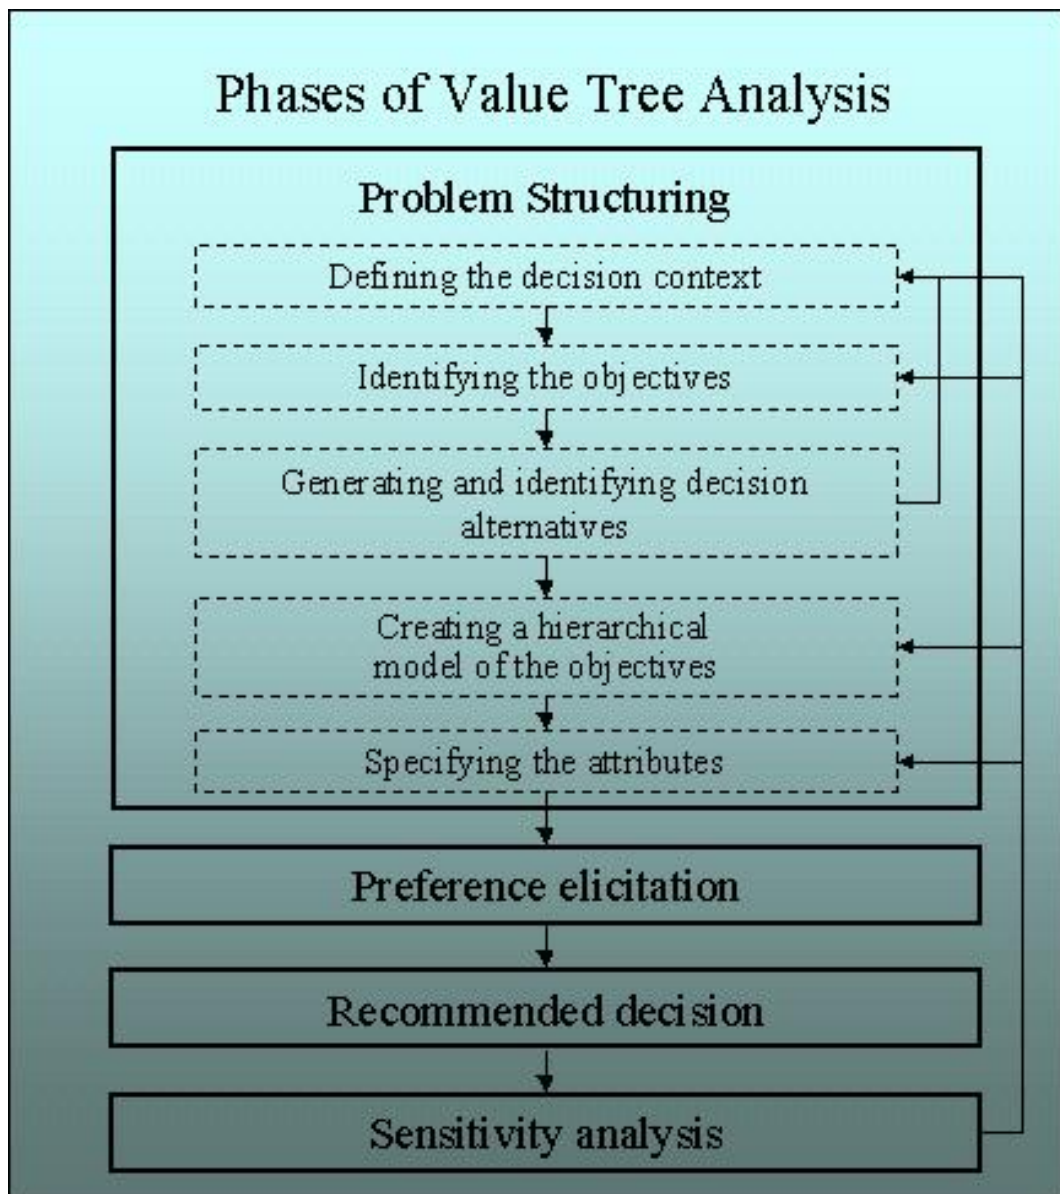 Phases of Value Tree Analysis
Problem Structuring
Defining the decision context
Identifying the objectives
Generating and identifying decision
alternatives
Creating a hierarchical
model of the objectives
Specifying the attributes
Preference elicitation
Recommended decision
Sensitivity analysis